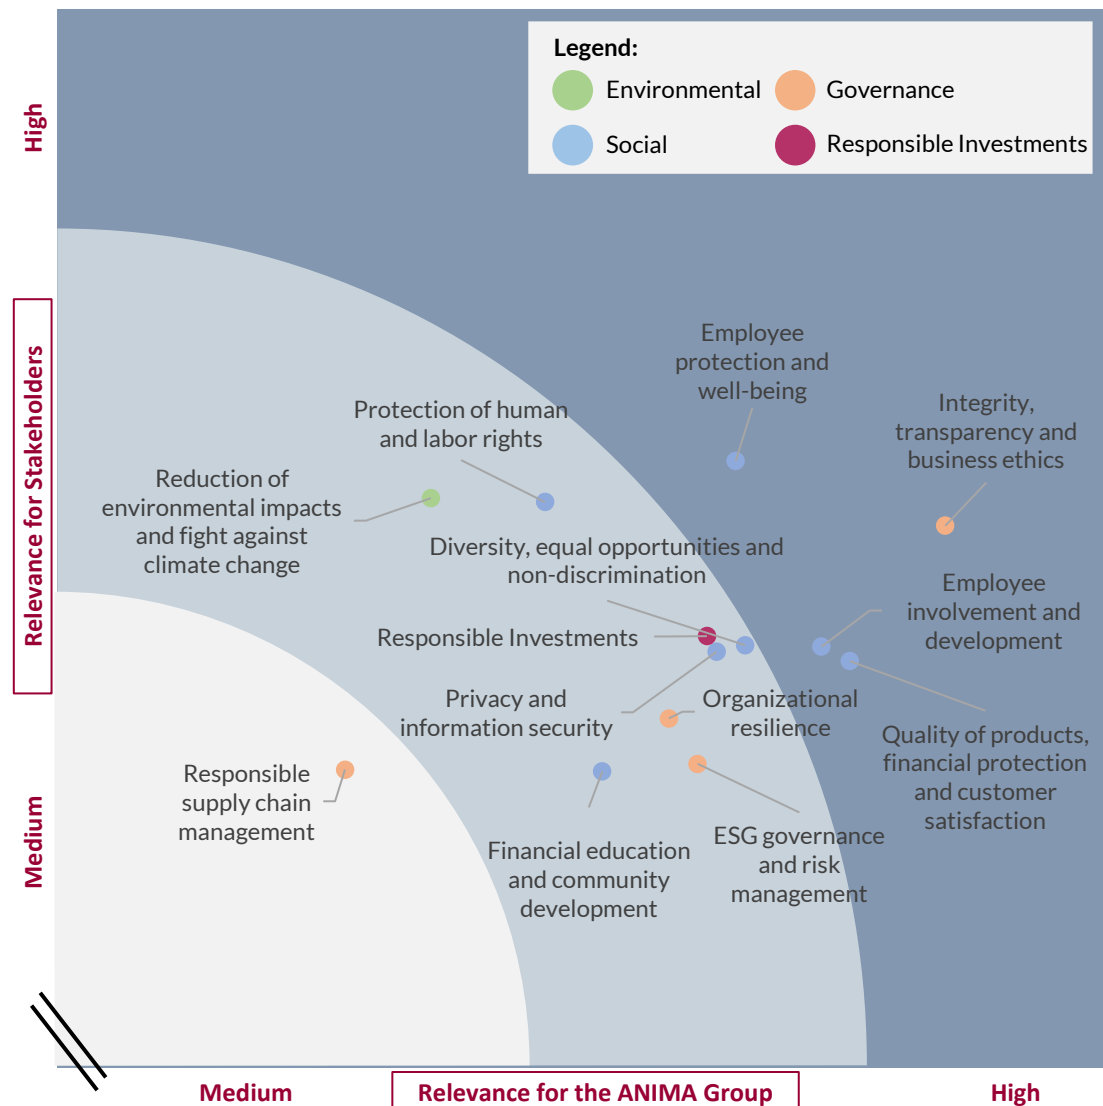 Legend:
Environmental
Governance
Social
Responsible Investments
High
Relevance for Stakeholders
Medium
Employee
protection and
well-being
Integrity,
transparency and
business ethics
Protection of human
and labor rights
Reduction of
environmental impacts
and fight against
climate change
Diversity, equal opportunities and
non-discrimination
Employee
involvement and
development
Responsible Investments
Privacy and
information security
Organizational
resilience
Quality of products,
financial protection
and customer
satisfaction
Responsible
supply chain
management
Financial education
and community
development
ESG governance
and risk
management
Medium
Relevance for the ANIMA Group
High